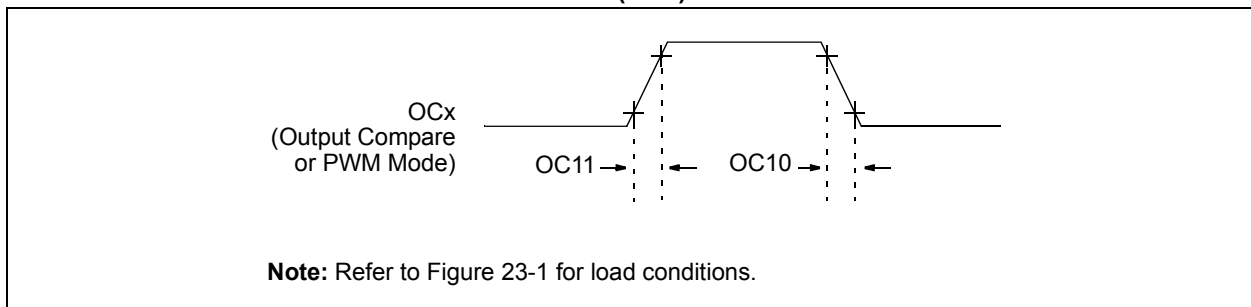 OCx
(Output Compare
or PWM Mode)
OC11
OC10
Note: Refer to Figure 23-1 for load conditions.